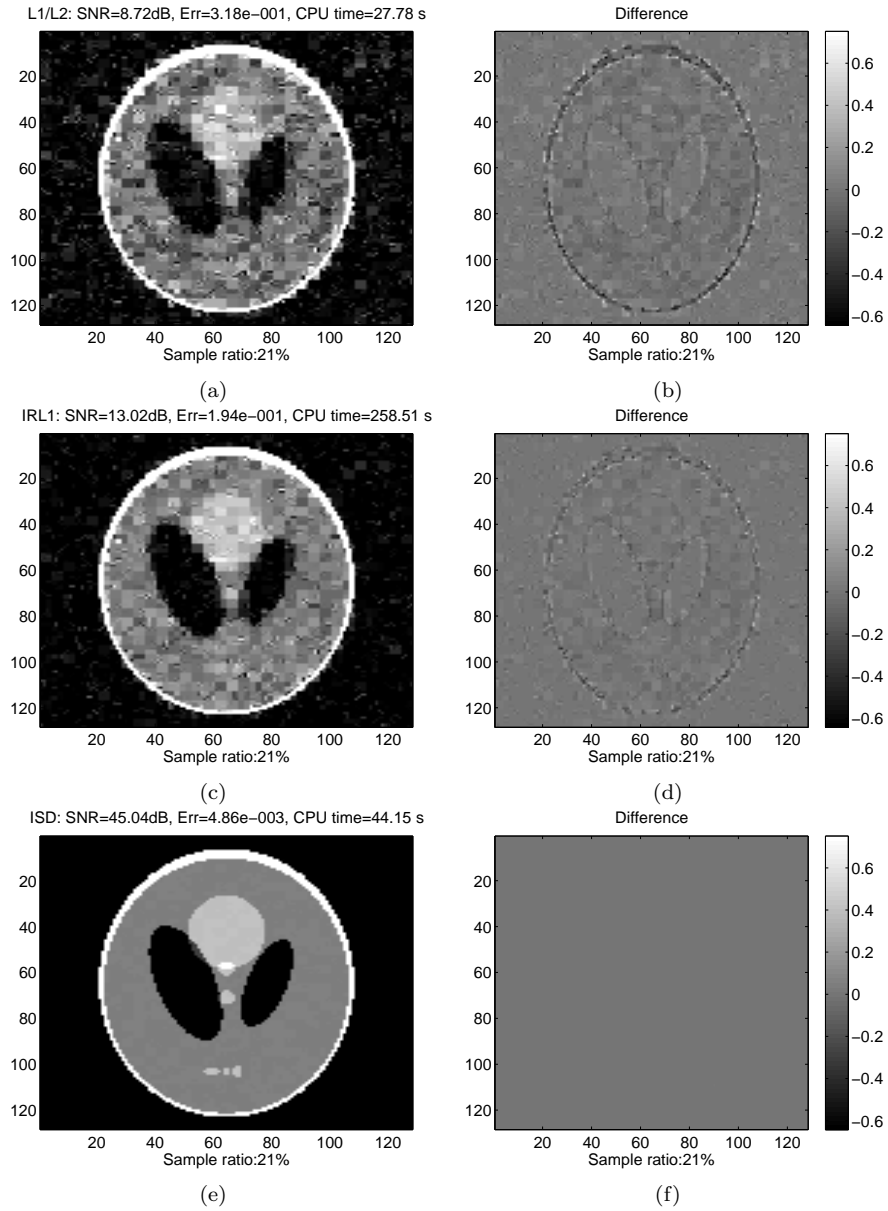 L1/L2: SNR=8.72dB, Err=3.18e-001, CPU time=27.78 s
Difference
20
40
60
80
100
120
20 40 60 80 100 120
Sample ratio:21%
20
40
60
80
100
120
20 40 60 80 100 120
Sample ratio:21%
0.6
0.4
0.2
0
−0.2
−0.4
−0.6
(a)
(b)
IRL1: SNR=13.02dB, Err=1.94e-001, CPU time=258.51 s
Difference
20
40
60
80
100
120
20 40 60 80 100 120
Sample ratio:21%
20
40
60
80
100
120
20 40 60 80 100 120
Sample ratio:21%
0.6
0.4
0.2
0
−0.2
−0.4
−0.6
(c)
(d)
ISD: SNR=45.04dB, Err=4.86e-003, CPU time=44.15 s
Difference
20
40
60
80
100
120
20 40 60 80 100 120
Sample ratio:21%
20
40
60
80
100
120
20 40 60 80 100 120
Sample ratio:21%
0.6
0.4
0.2
0
−0.2
−0.4
−0.6
(e)
(f)